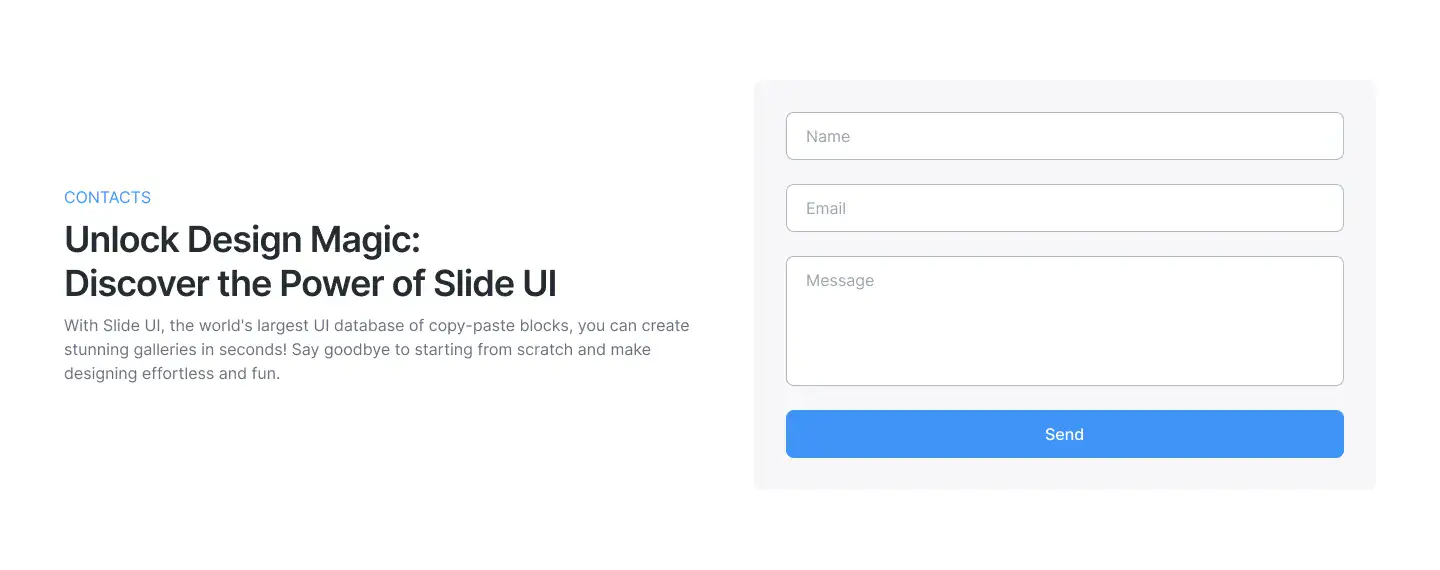 CONTACTS
Unlock Design Magic:
Discover the Power of Slide UI
With Slide UI, the world's largest UI database of copy-paste blocks, you can create
stunning galleries in seconds! Say goodbye to starting from scratch and make
designing effortless and fun.
Name
Email
Message
Send